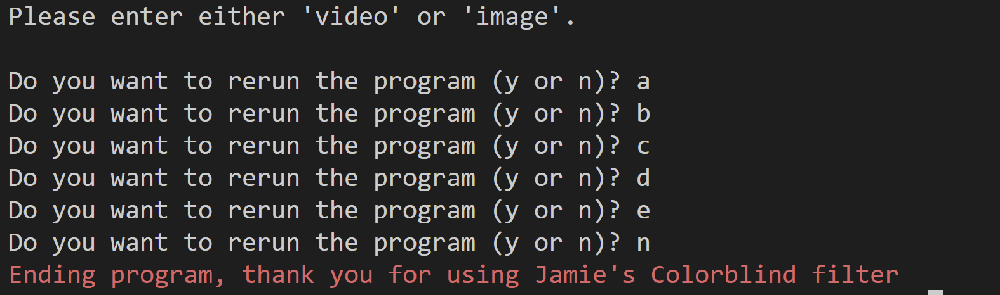 Please enter either 'video' or 'image'.
Do you want to rerun the program (y or n)? a
Do you want to rerun the program (y or n)? b
Do you want to rerun the program (y or n)? c
Do you want to rerun the program (y or n)? d
Do you want to rerun the program (y or n)? e
Do you want to rerun the program (y or n)? n
Ending program, thank you for using Jamie's Colorblind filter